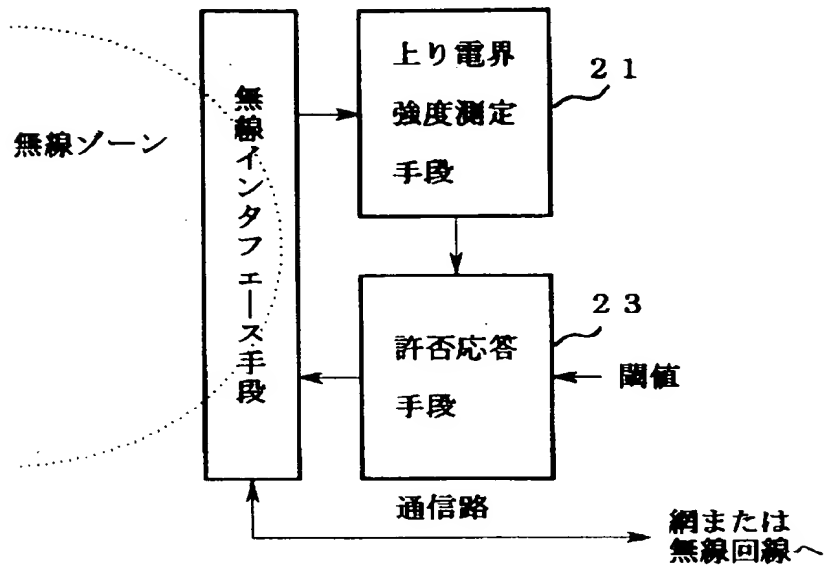 無線ゾーン
無線インタフェース手段
上り電界
強度測定
手段
21
許否応答
手段
23
閾値
通信路
網または
無線回線へ